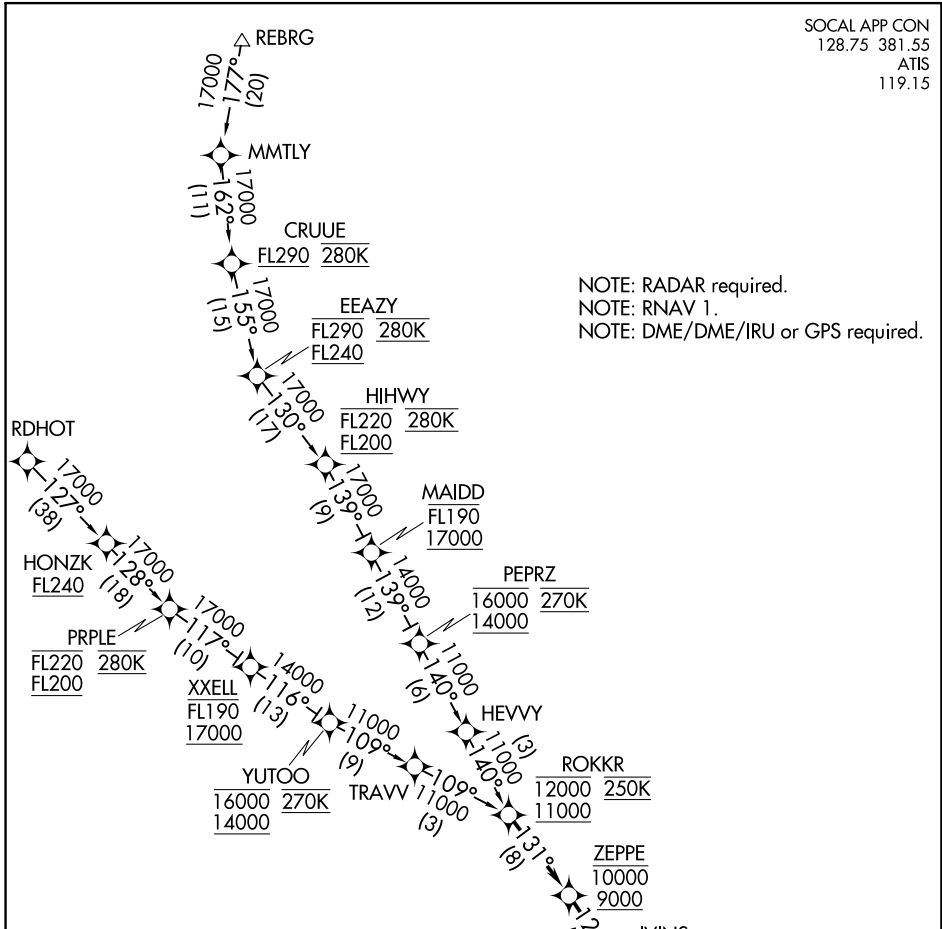 SOCAL APP CON
128.75 381.55
ATIS
119.15
REBRG
17000
177°
(20)
MMTLY
17000
162°
(11)
CRUUE
FL290 280K
17000
155°
(15)
EEAZY
FL290 280K
FL240
NOTE: RADAR required.
NOTE: RNAV 1.
NOTE: DME/DME/IRU or GPS required.
17000
130°
(17)
HIHWY
FL220 280K
FL200
17000
139°
(9)
MAIDD
FL190
17000
14000
139°
(12)
PEPRZ
16000 270K
14000
11000
140°
(6)
HEVVY
(3)
11000
140°
RDHOT
17000
127°
(38)
HONZK
FL240
17000
128°
(18)
PRPLE
FL220 280K
FL200
17000
117°
(10)
XXELL
FL190
17000
14000
116°
(13)
YUTOO
16000 270K
14000
11000
109°
(9)
TRAVV
109°
11000
(3)
ROKKR
12000 250K
11000
131°
(8)
ZEPPE
10000
9000